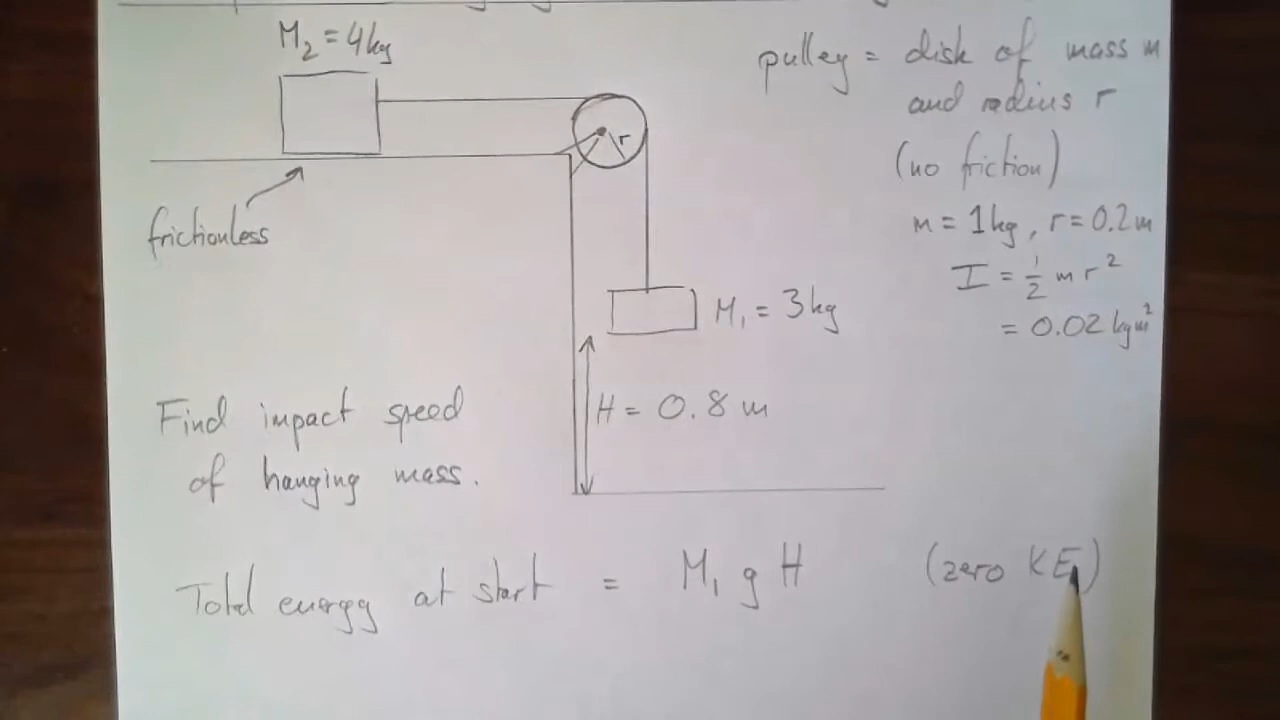 M₂ = 4kg
pulley = disk of mass m
and radius r
(no friction)
m = 1kg, r = 0.2m
I = ½ m r²
= 0.02 kgm²
r
frictionless
M₁ = 3kg
H = 0.8 m
Find impact speed
of hanging mass.
Total energy at start = M₁ g H (zero KE)